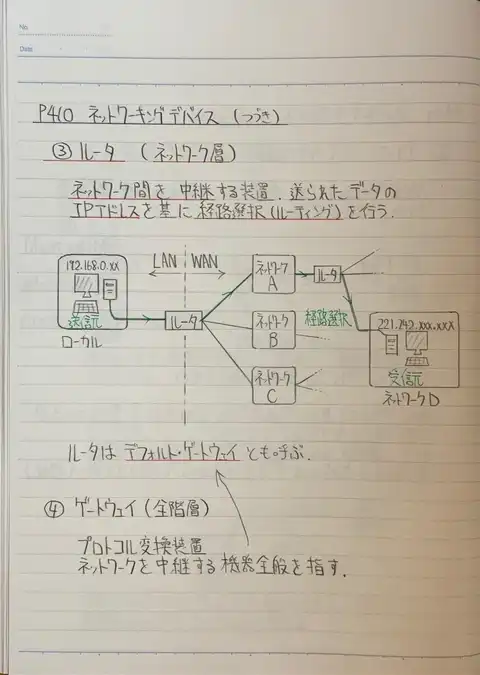 No.
Date
P410 ネットワーキングデバイス (つづき)
③ ルータ (ネットワーク層)
ネットワーク間を中継する装置. 送られたデータの
IPアドレスを基に経路選択(ルーティング)を行う.
192.168.0.XX
LAN WAN
ネットワーク
A
ルータ
送信元
ルータ
ネットワーク
B
経路選択
221.242.XXX.XXX
ローカル
ネットワーク
C
受信元
ネットワークD
ルータは デフォルト・ゲートウェイ とも呼ぶ.
④ ゲートウェイ (全階層)
プロトコル変換装置
ネットワークを中継する機器全般を指す.